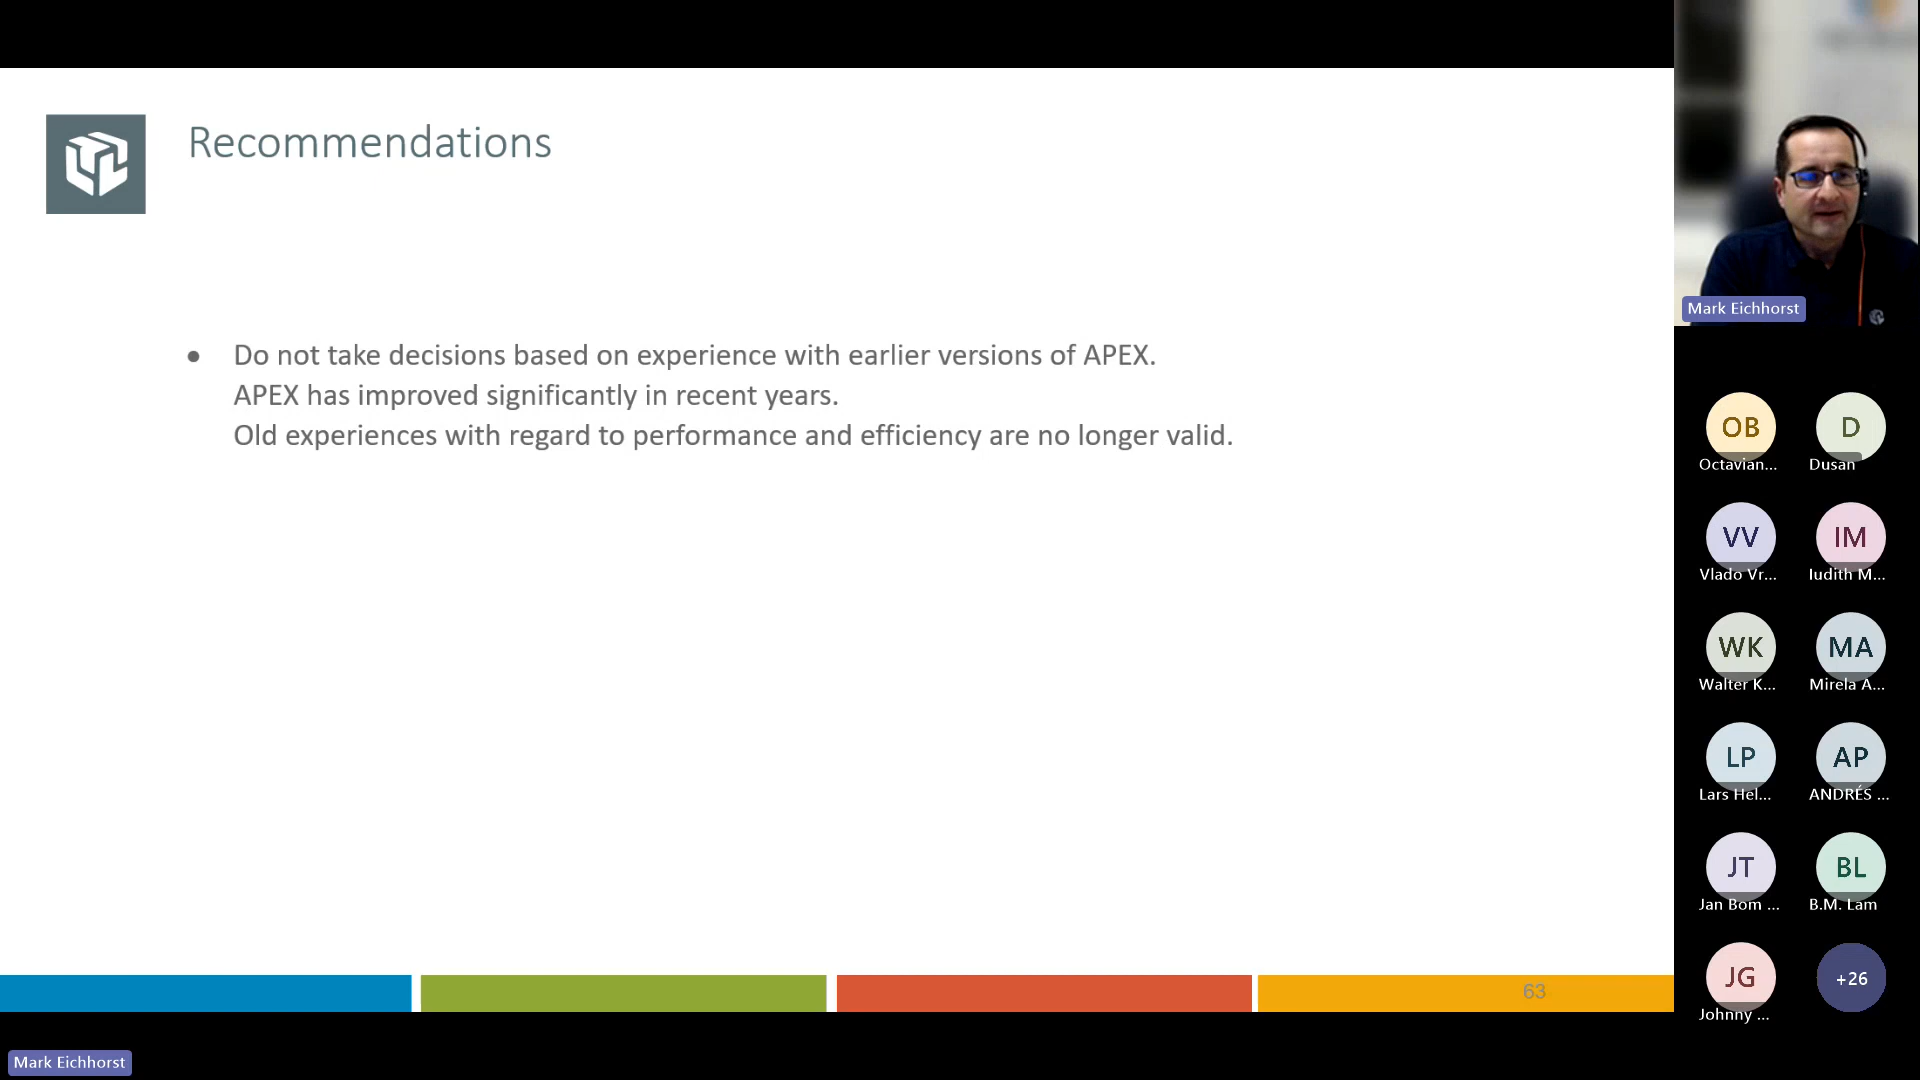 Recommendations
● Do not take decisions based on experience with earlier versions of APEX.
APEX has improved significantly in recent years.
Old experiences with regard to performance and efficiency are no longer valid.
63
Mark Eichhorst
Mark Eichhorst
OB
Octavian...
D
Dusan
VV
Vlado Vr...
IM
Iudith M...
WK
Walter K...
MA
Mirela A...
LP
Lars Hel...
AP
ANDRÉS ...
JT
Jan Bom ...
BL
B.M. Lam
JG
Johnny ...
+26